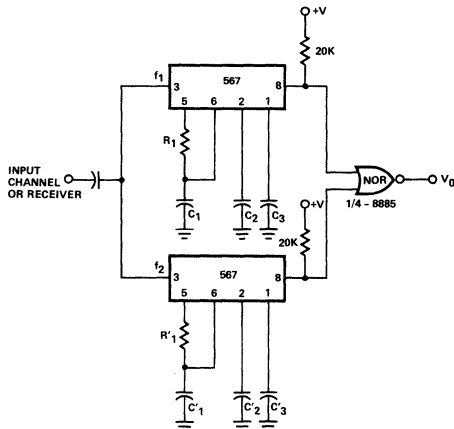 +V
20K
f1
567
3
8
5
6
2
1
R1
C1
C2
C3
INPUT
CHANNEL
OR RECEIVER
NOR
V0
1/4 – 8885
+V
20K
f2
567
3
8
5
6
2
1
R'1
C'1
C'2
C'3